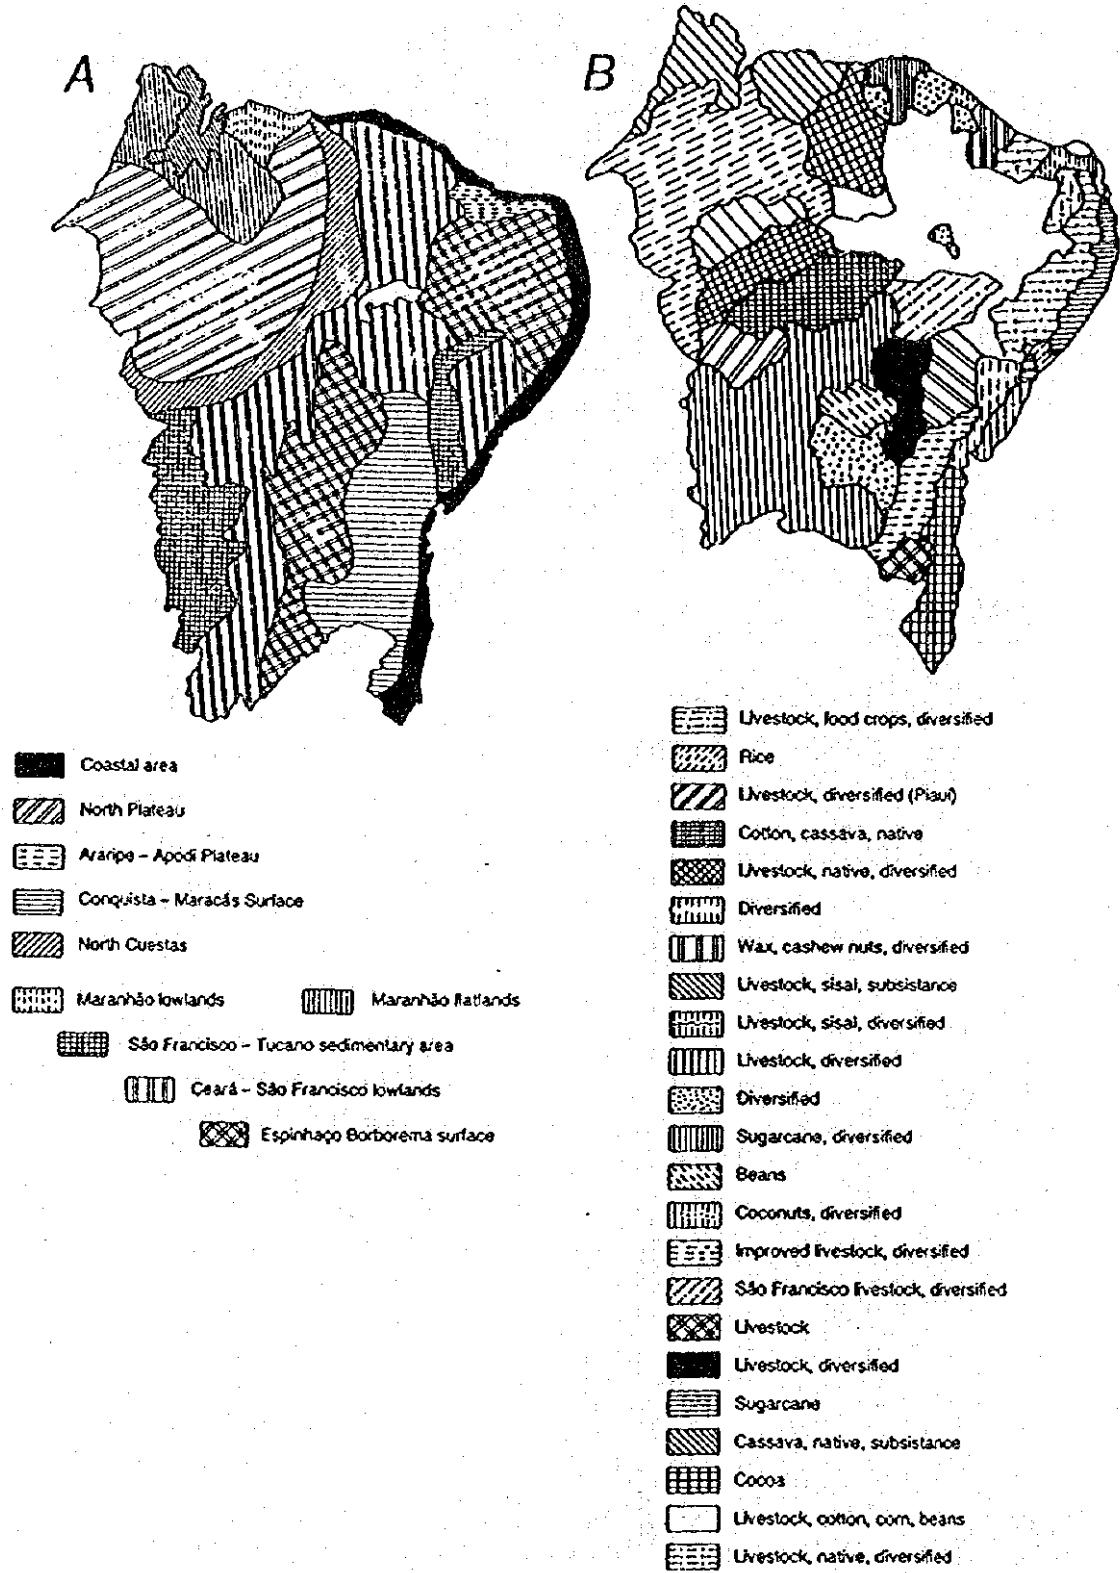 A
B
Coastal area
North Plateau
Araripe – Apodi Plateau
Conquista – Maracás Surface
North Cuestas
Maranhão lowlands
Maranhão flatlands
São Francisco – Tucano sedimentary area
Ceará – São Francisco lowlands
Espinhaço Borborema surface
Livestock, food crops, diversified
Rice
Livestock, diversified (Piaui)
Cotton, cassava, native
Livestock, native, diversified
Diversified
Wax, cashew nuts, diversified
Livestock, sisal, subsistance
Livestock, sisal, diversified
Livestock, diversified
Diversified
Sugarcane, diversified
Beans
Coconuts, diversified
Improved livestock, diversified
São Francisco livestock, diversified
Livestock
Livestock, diversified
Sugarcane
Cassava, native, subsistance
Cocoa
Livestock, cotton, corn, beans
Livestock, native, diversified